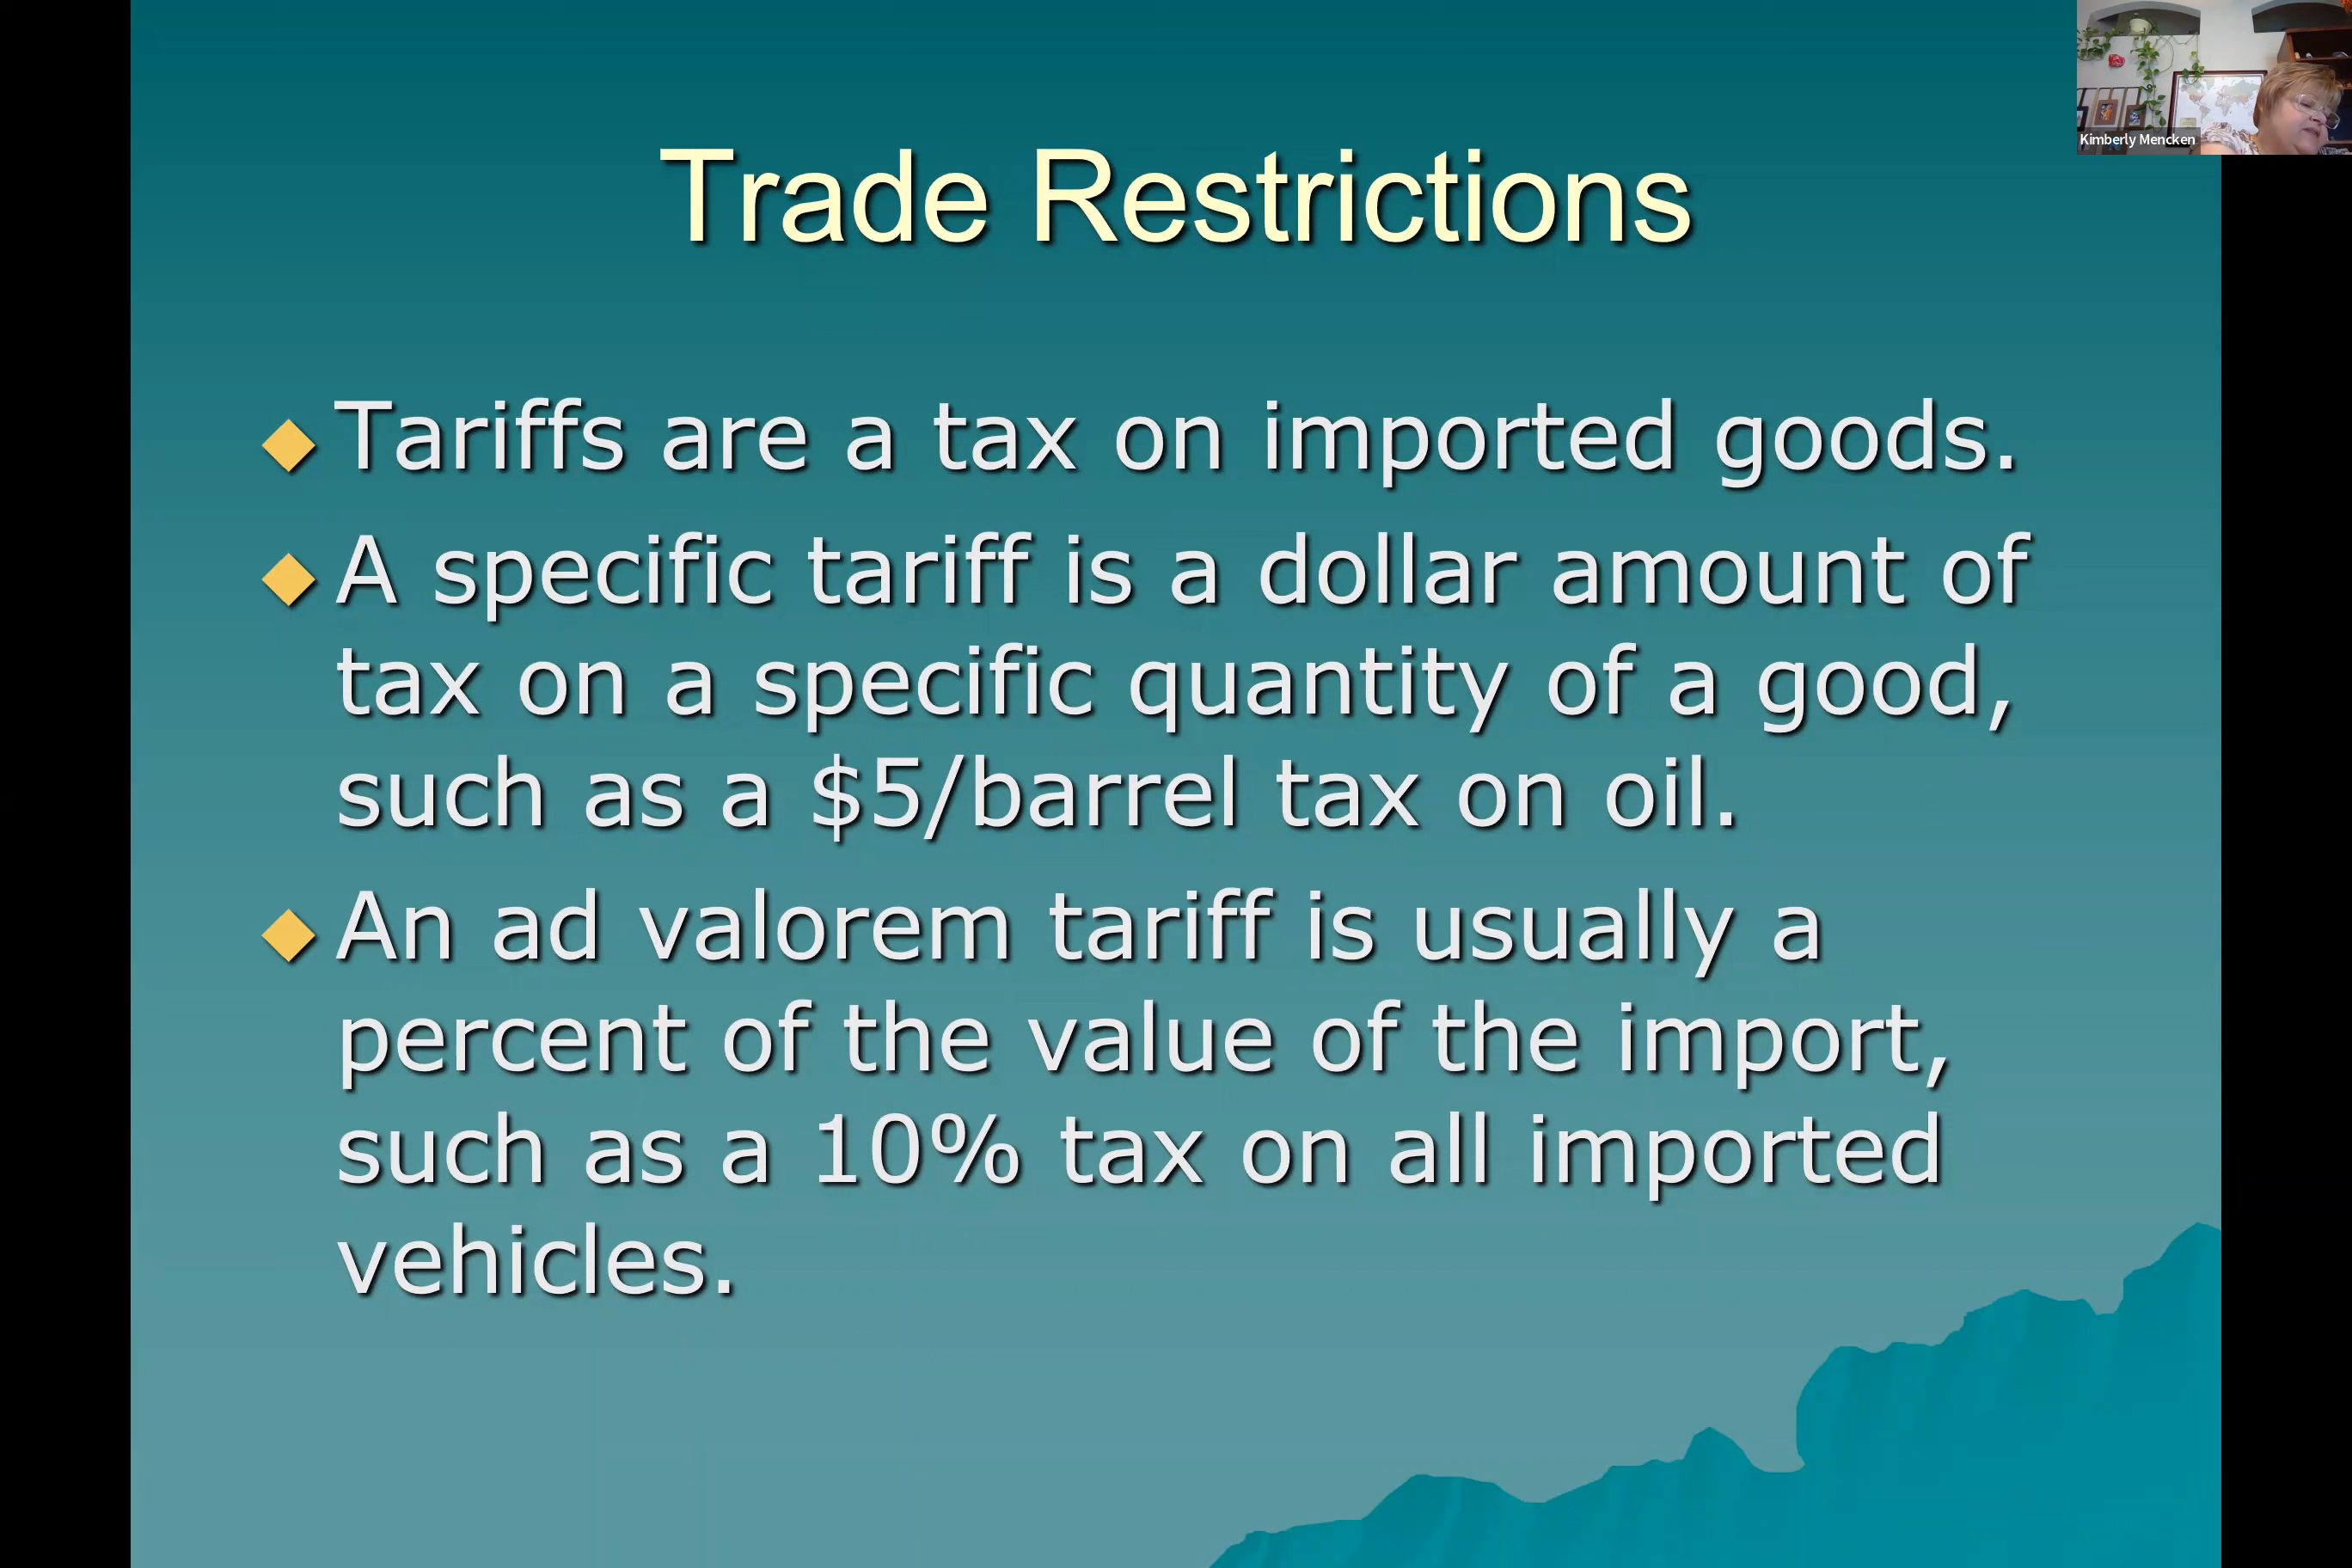 Kimberly Mencken
Trade Restrictions
Tariffs are a tax on imported goods.
A specific tariff is a dollar amount of
tax on a specific quantity of a good,
such as a $5/barrel tax on oil.
An ad valorem tariff is usually a
percent of the value of the import,
such as a 10% tax on all imported
vehicles.